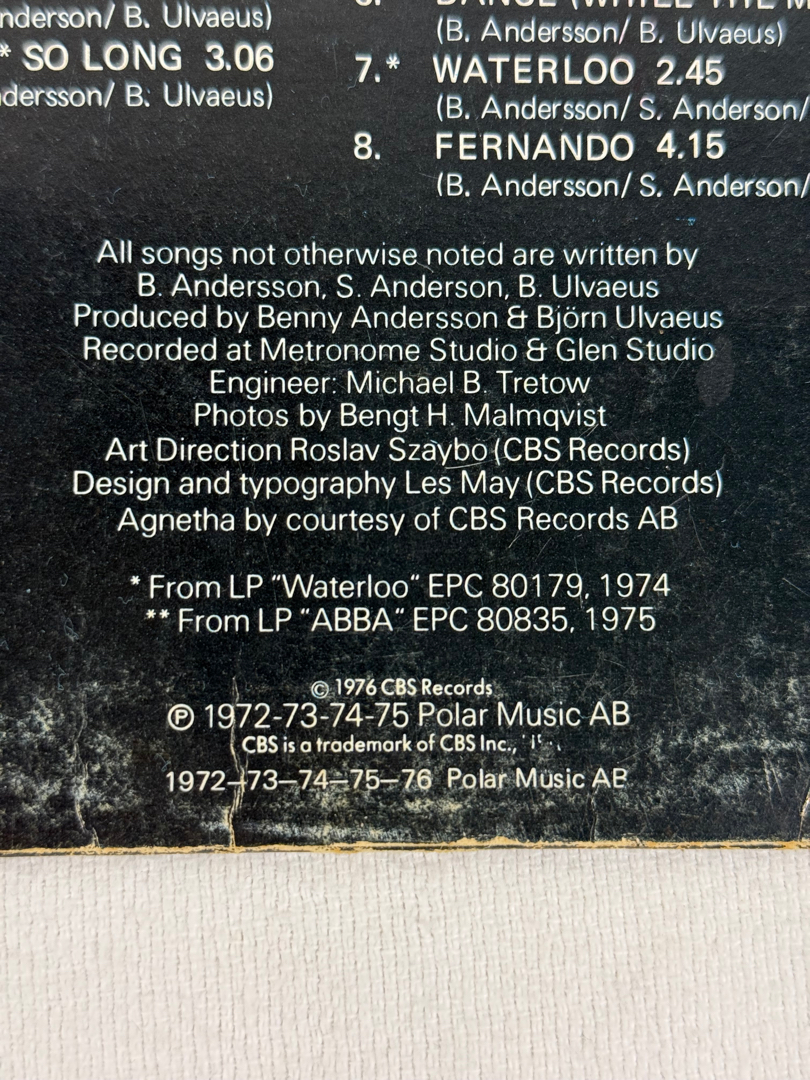 B. Ulvaeus)
* SO LONG 3.06
B. Ulvaeus)
(B. Andersson/ B. Ulvaeus)
7.* WATERLOO 2.45
(B. Andersson/ S. Anderson/
8. FERNANDO 4.15
(B. Andersson/ S. Anderson/
All songs not otherwise noted are written by
B. Andersson, S. Anderson, B. Ulvaeus
Produced by Benny Andersson & Björn Ulvaeus
Recorded at Metronome Studio & Glen Studio
Engineer: Michael B. Tretow
Photos by Bengt H. Malmqvist
Art Direction Roslav Szaybo (CBS Records)
Design and typography Les May (CBS Records)
Agnetha by courtesy of CBS Records AB
* From LP "Waterloo" EPC 80179, 1974
** From LP "ABBA" EPC 80835, 1975
© 1976 CBS Records
℗ 1972-73-74-75 Polar Music AB
CBS is a trademark of CBS Inc.,
1972—73—74—75—76 Polar Music AB